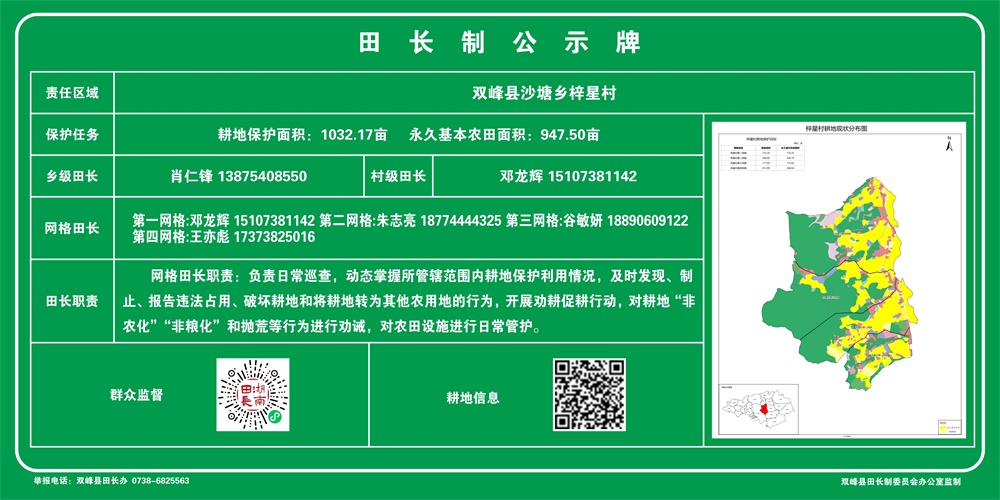 田长制公示牌
责任区域 双峰县沙塘乡梓星村
保护任务 耕地保护面积：1032.17亩 永久基本农田面积：947.50亩
乡级田长 肖仁锋 13875408550 村级田长 邓龙辉 15107381142
网格田长
第一网格:邓龙辉 15107381142 第二网格:朱志亮 18774444325 第三网格:谷敏妍 18890609122
第四网格:王亦彪 17373825016
田长职责
网格田长职责：负责日常巡查，动态掌握所管辖范围内耕地保护利用情况，及时发现、制
止、报告违法占用、破坏耕地和将耕地转为其他农用地的行为，开展劝耕促耕行动，对耕地“非
农化”“非粮化”和抛荒等行为进行劝诫，对农田设施进行日常管护。
群众监督
湖南田长
耕地信息
梓星村耕地现状分布图
N
举报电话：双峰县田长办 0738-6825563
双峰县田长制委员会办公室监制